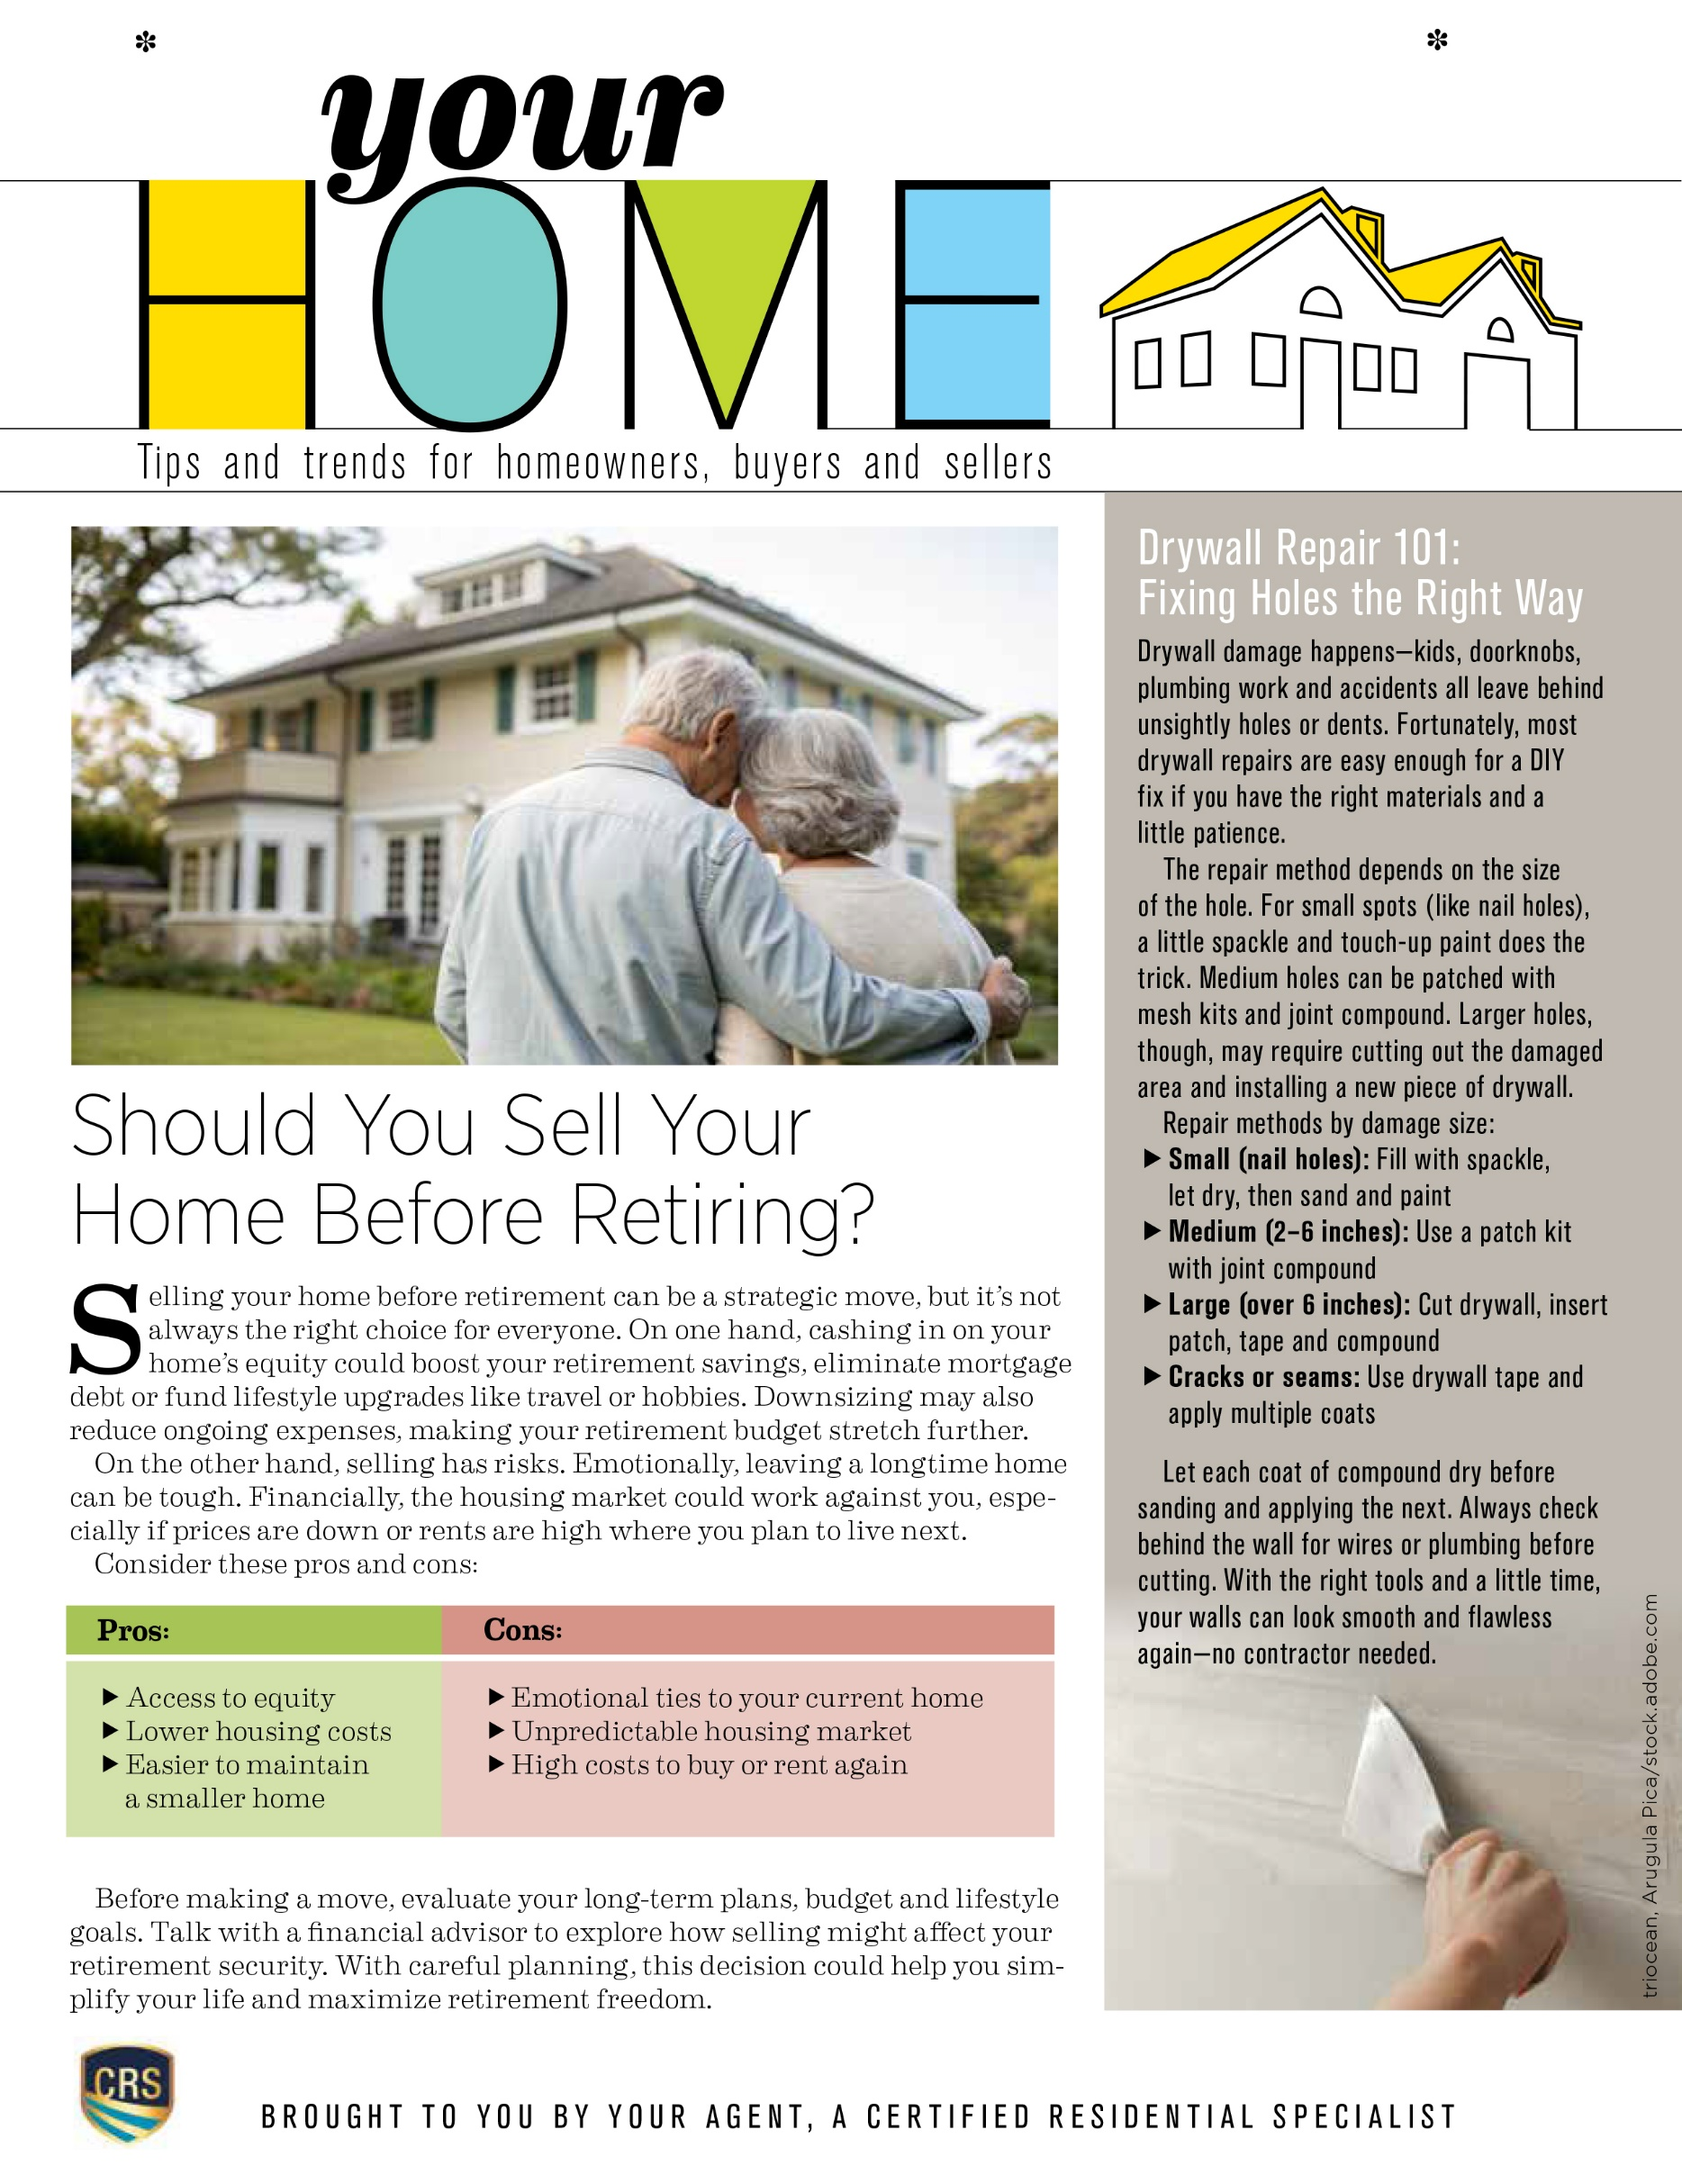 ✽ ✽
your
HOME
Tips and trends for homeowners, buyers and sellers
Should You Sell Your
Home Before Retiring?
Selling your home before retirement can be a strategic move, but it’s not
always the right choice for everyone. On one hand, cashing in on your
home’s equity could boost your retirement savings, eliminate mortgage
debt or fund lifestyle upgrades like travel or hobbies. Downsizing may also
reduce ongoing expenses, making your retirement budget stretch further.
On the other hand, selling has risks. Emotionally, leaving a longtime home
can be tough. Financially, the housing market could work against you, espe-
cially if prices are down or rents are high where you plan to live next.
Consider these pros and cons:
Pros:
▶ Access to equity
▶ Lower housing costs
▶ Easier to maintain
a smaller home
Cons:
▶ Emotional ties to your current home
▶ Unpredictable housing market
▶ High costs to buy or rent again
Before making a move, evaluate your long-term plans, budget and lifestyle
goals. Talk with a financial advisor to explore how selling might affect your
retirement security. With careful planning, this decision could help you sim-
plify your life and maximize retirement freedom.
Drywall Repair 101:
Fixing Holes the Right Way
Drywall damage happens—kids, doorknobs,
plumbing work and accidents all leave behind
unsightly holes or dents. Fortunately, most
drywall repairs are easy enough for a DIY
fix if you have the right materials and a
little patience.
The repair method depends on the size
of the hole. For small spots (like nail holes),
a little spackle and touch-up paint does the
trick. Medium holes can be patched with
mesh kits and joint compound. Larger holes,
though, may require cutting out the damaged
area and installing a new piece of drywall.
Repair methods by damage size:
▶ Small (nail holes): Fill with spackle,
let dry, then sand and paint
▶ Medium (2–6 inches): Use a patch kit
with joint compound
▶ Large (over 6 inches): Cut drywall, insert
patch, tape and compound
▶ Cracks or seams: Use drywall tape and
apply multiple coats
Let each coat of compound dry before
sanding and applying the next. Always check
behind the wall for wires or plumbing before
cutting. With the right tools and a little time,
your walls can look smooth and flawless
again—no contractor needed.
triocean, Arugula Pica/stock.adobe.com
CRS
BROUGHT TO YOU BY YOUR AGENT, A CERTIFIED RESIDENTIAL SPECIALIST